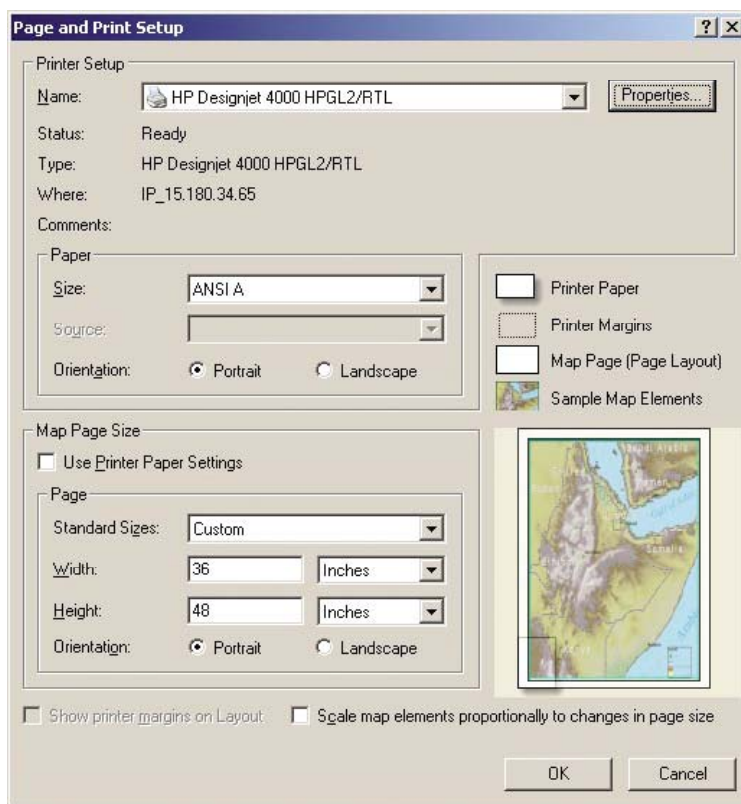 Page and Print Setup
Printer Setup
Name: HP Designjet 4000 HPGL2/RTL Properties...
Status: Ready
Type: HP Designjet 4000 HPGL2/RTL
Where: IP_15.180.34.65
Comments:
Paper
Size: ANSI A
Source:
Orientation: Portrait Landscape
Printer Paper
Printer Margins
Map Page (Page Layout)
Sample Map Elements
Map Page Size
Use Printer Paper Settings
Page
Standard Sizes: Custom
Width: 36 Inches
Height: 48 Inches
Orientation: Portrait Landscape
Saudi Arabia
Yemen
Somalia
Show printer margins on Layout Scale map elements proportionally to changes in page size
OK Cancel